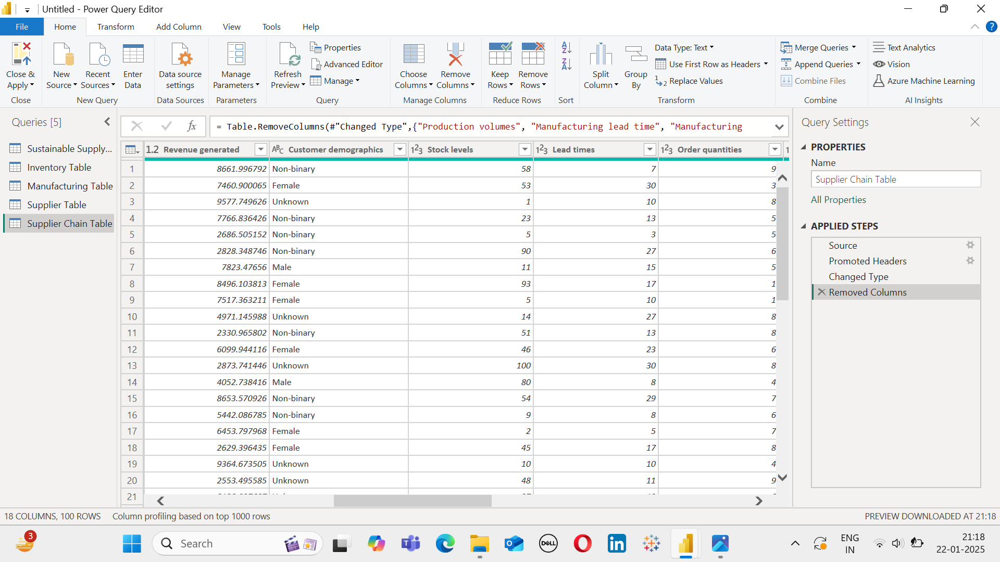 Untitled - Power Query Editor
File Home Transform Add Column View Tools Help
Close & Apply
New Source
Recent Sources
Enter Data
Data source settings
Manage Parameters
Refresh Preview
Properties
Advanced Editor
Manage
Choose Columns
Remove Columns
Keep Rows
Remove Rows
Split Column
Group By
Data Type: Text
Use First Row as Headers
Replace Values
Merge Queries
Append Queries
Combine Files
Text Analytics
Vision
Azure Machine Learning
Close New Query Data Sources Parameters Query Manage Columns Reduce Rows Sort Transform Combine AI Insights
Queries [5]
Sustainable Supply...
Inventory Table
Manufacturing Table
Supplier Table
Supplier Chain Table
fx = Table.RemoveColumns(#"Changed Type",{"Production volumes", "Manufacturing lead time", "Manufacturing
1.2 Revenue generated ABC Customer demographics 123 Stock levels 123 Lead times 123 Order quantities 1
1 8661.996792 Non-binary 58 7 9
2 7460.900065 Female 53 30 3
3 9577.749626 Unknown 1 10 8
4 7766.836426 Non-binary 23 13 5
5 2686.505152 Non-binary 5 3 5
6 2828.348746 Non-binary 90 27 6
7 7823.47656 Male 11 15 5
8 8496.103813 Female 93 17 1
9 7517.363211 Female 5 10 1
10 4971.145988 Unknown 14 27 8
11 2330.965802 Non-binary 51 13 8
12 6099.944116 Female 46 23 6
13 2873.741446 Unknown 100 30 8
14 4052.738416 Male 80 8 4
15 8653.570926 Non-binary 54 29 7
16 5442.086785 Non-binary 9 8 6
17 6453.797968 Female 2 5 7
18 2629.396435 Female 45 17 8
19 9364.673505 Unknown 10 10 4
20 2553.495585 Unknown 48 11 9
21
Query Settings
PROPERTIES
Name
Supplier Chain Table
All Properties
APPLIED STEPS
Source
Promoted Headers
Changed Type
Removed Columns
18 COLUMNS, 100 ROWS Column profiling based on top 1000 rows PREVIEW DOWNLOADED AT 21:18
3
Search
DELL
ENG
IN
21:18
22-01-2025